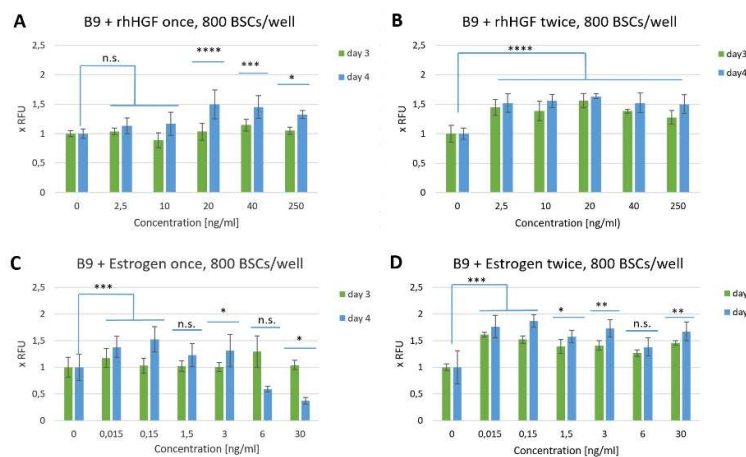 A
B9 + rhHGF once, 800 BSCs/well
2,5
2
1,5
1
0,5
0
x RFU
n.s.
****
***
*
day 3
day 4
0 2,5 10 20 40 250
Concentration [ng/ml]
B
B9 + rhHGF twice, 800 BSCs/well
2,5
2
1,5
1
0,5
0
x RFU
****
day3
day4
0 2,5 10 20 40 250
Concentration [ng/ml)
C
B9 + Estrogen once, 800 BSCs/well
2,5
2
1,5
1
0,5
0
x RFU
***
n.s.
*
n.s.
*
day 3
day 4
0 0,015 0,15 1,5 3 6 30
Concentration [ng/ml]
D
B9 + Estrogen twice, 800 BSCs/well
2,5
2
1,5
1
0,5
0
x RFU
***
*
**
n.s.
**
day
day
0 0,015 0,15 1,5 3 6 30
Concentration [ng/ml]